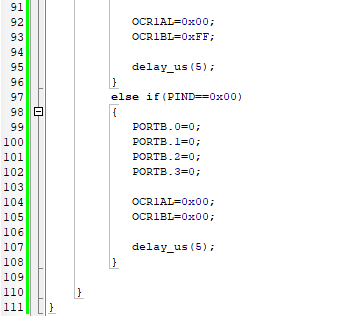 91
92 OCR1AL=0x00;
93 OCR1BL=0xFF;
94
95 delay_us(5);
96 }
97 else if(PIND==0x00)
98 {
99 PORTB.0=0;
100 PORTB.1=0;
101 PORTB.2=0;
102 PORTB.3=0;
103
104 OCR1AL=0x00;
105 OCR1BL=0x00;
106
107 delay_us(5);
108 }
109
110 }
111 }